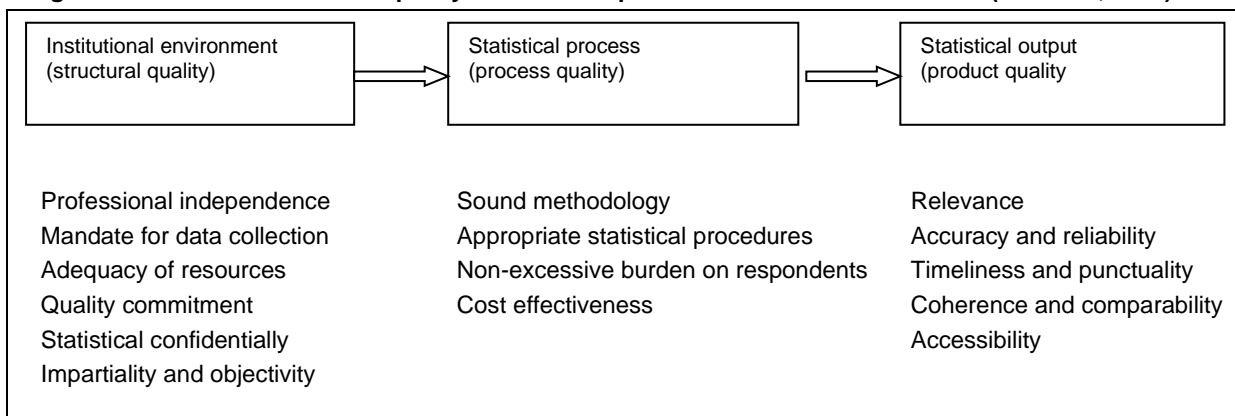 Institutional environment
(structural quality)
Statistical process
(process quality)
Statistical output
(product quality
Professional independence
Mandate for data collection
Adequacy of resources
Quality commitment
Statistical confidentially
Impartiality and objectivity
Sound methodology
Appropriate statistical procedures
Non-excessive burden on respondents
Cost effectiveness
Relevance
Accuracy and reliability
Timeliness and punctuality
Coherence and comparability
Accessibility